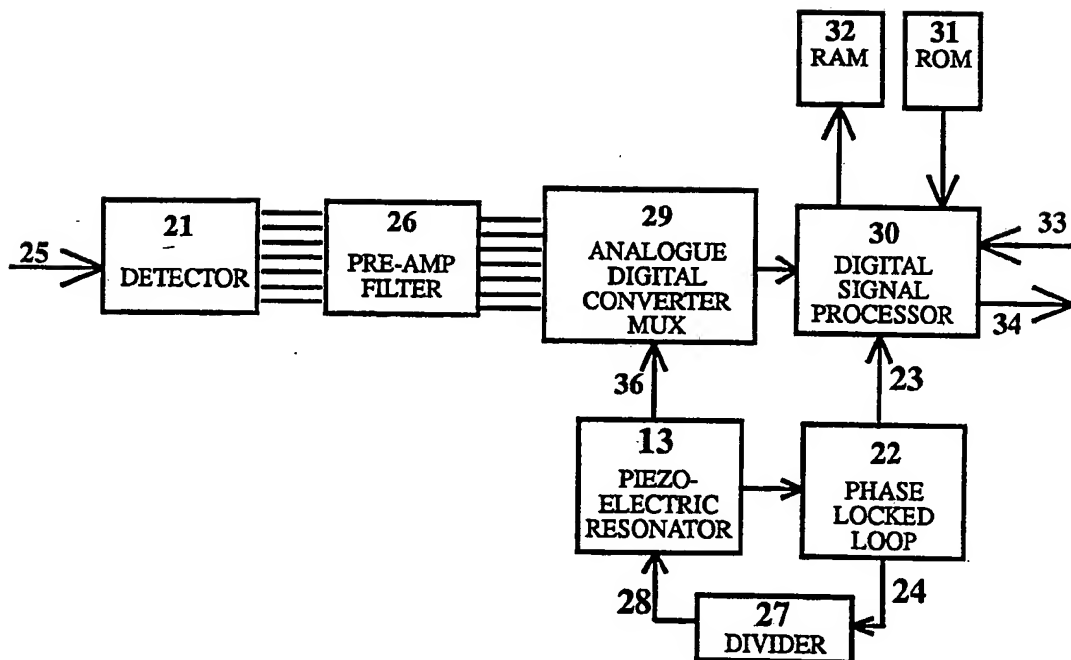 32
RAM
31
ROM
25
21
DETECTOR
26
PRE-AMP
FILTER
29
ANALOGUE
DIGITAL
CONVERTER
MUX
30
DIGITAL
SIGNAL
PROCESSOR
33
34
36
23
13
PIEZO-
ELECTRIC
RESONATOR
22
PHASE
LOCKED
LOOP
28
27
DIVIDER
24